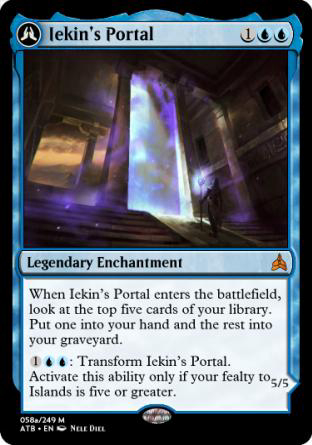 Iekin's Portal 1
Legendary Enchantment
When Iekin's Portal enters the battlefield,
look at the top five cards of your library.
Put one into your hand and the rest into
your graveyard.
1 : Transform Iekin's Portal.
Activate this ability only if your fealty to
Islands is five or greater.
5/5
058a/249 M
ATB • EN Nele Diel